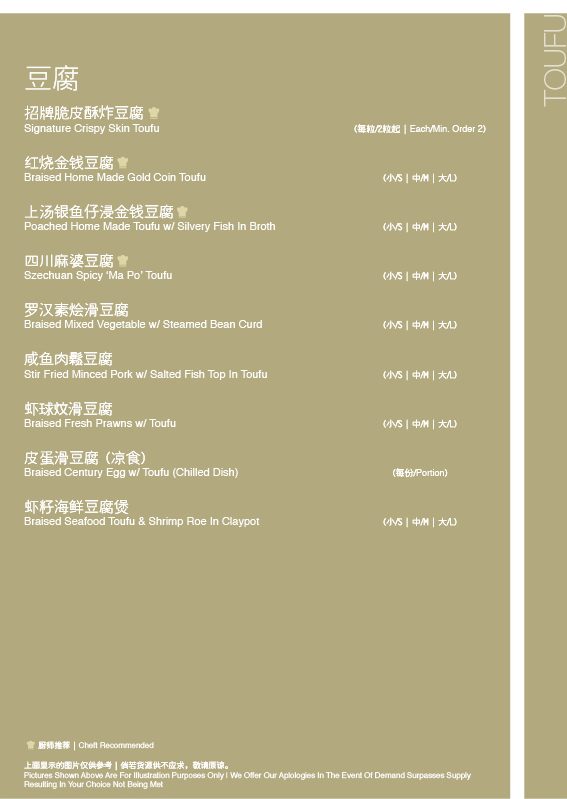 TOUFU
豆腐
招牌脆皮酥炸豆腐
Signature Crispy Skin Toufu (每粒/2粒起 | Each/Min. Order 2)
红烧金钱豆腐
Braised Home Made Gold Coin Toufu (小/S | 中/M | 大/L)
上汤银鱼仔浸金钱豆腐
Poached Home Made Toufu w/ Silvery Fish In Broth (小/S | 中/M | 大/L)
四川麻婆豆腐
Szechuan Spicy ‘Ma Po’ Toufu (小/S | 中/M | 大/L)
罗汉素烩滑豆腐
Braised Mixed Vegetable w/ Steamed Bean Curd (小/S | 中/M | 大/L)
咸鱼肉鬆豆腐
Stir Fried Minced Pork w/ Salted Fish Top In Toufu (小/S | 中/M | 大/L)
虾球炆滑豆腐
Braised Fresh Prawns w/ Toufu (小/S | 中/M | 大/L)
皮蛋滑豆腐（凉食）
Braised Century Egg w/ Toufu (Chilled Dish) (每份/Portion)
虾籽海鲜豆腐煲
Braised Seafood Toufu & Shrimp Roe In Claypot (小/S | 中/M | 大/L)
厨师推荐 | Cheft Recommended
上面显示的图片仅供参考 | 倘若货源供不应求，敬请原谅。
Pictures Shown Above Are For Illustration Purposes Only | We Offer Our Aplologies In The Event Of Demand Surpasses Supply
Resulting In Your Choice Not Being Met